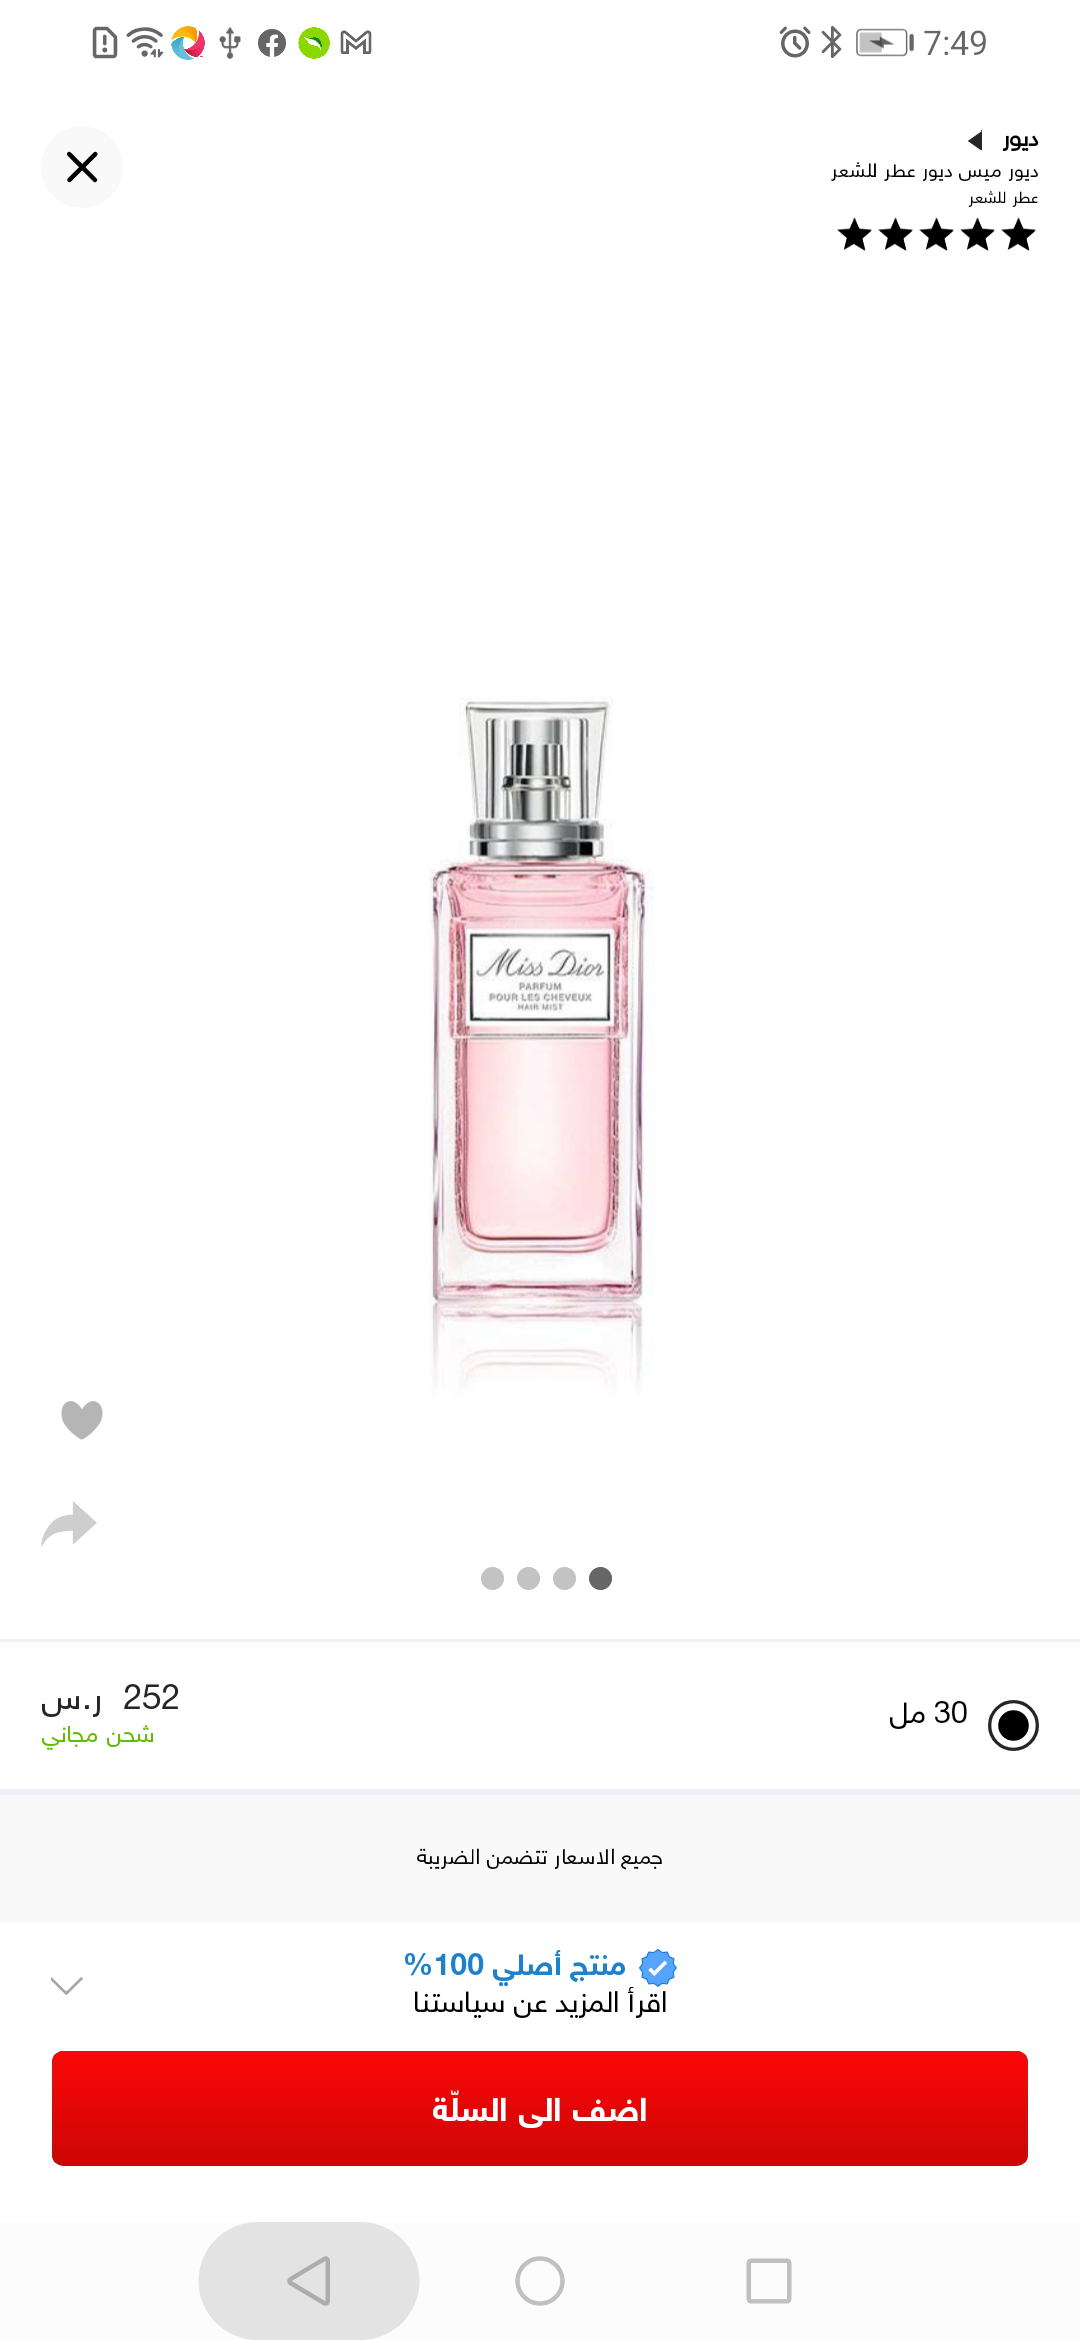 7:49
ديور
ديور ميس ديور عطر للشعر
عطر للشعر
Miss Dior
PARFUM
POUR LES CHEVEUX
HAIR MIST
30 مل
252 ر.س
شحن مجاني
جميع الاسعار تتضمن الضريبة
منتج أصلي 100%
اقرأ المزيد عن سياستنا
اضف الى السلّة